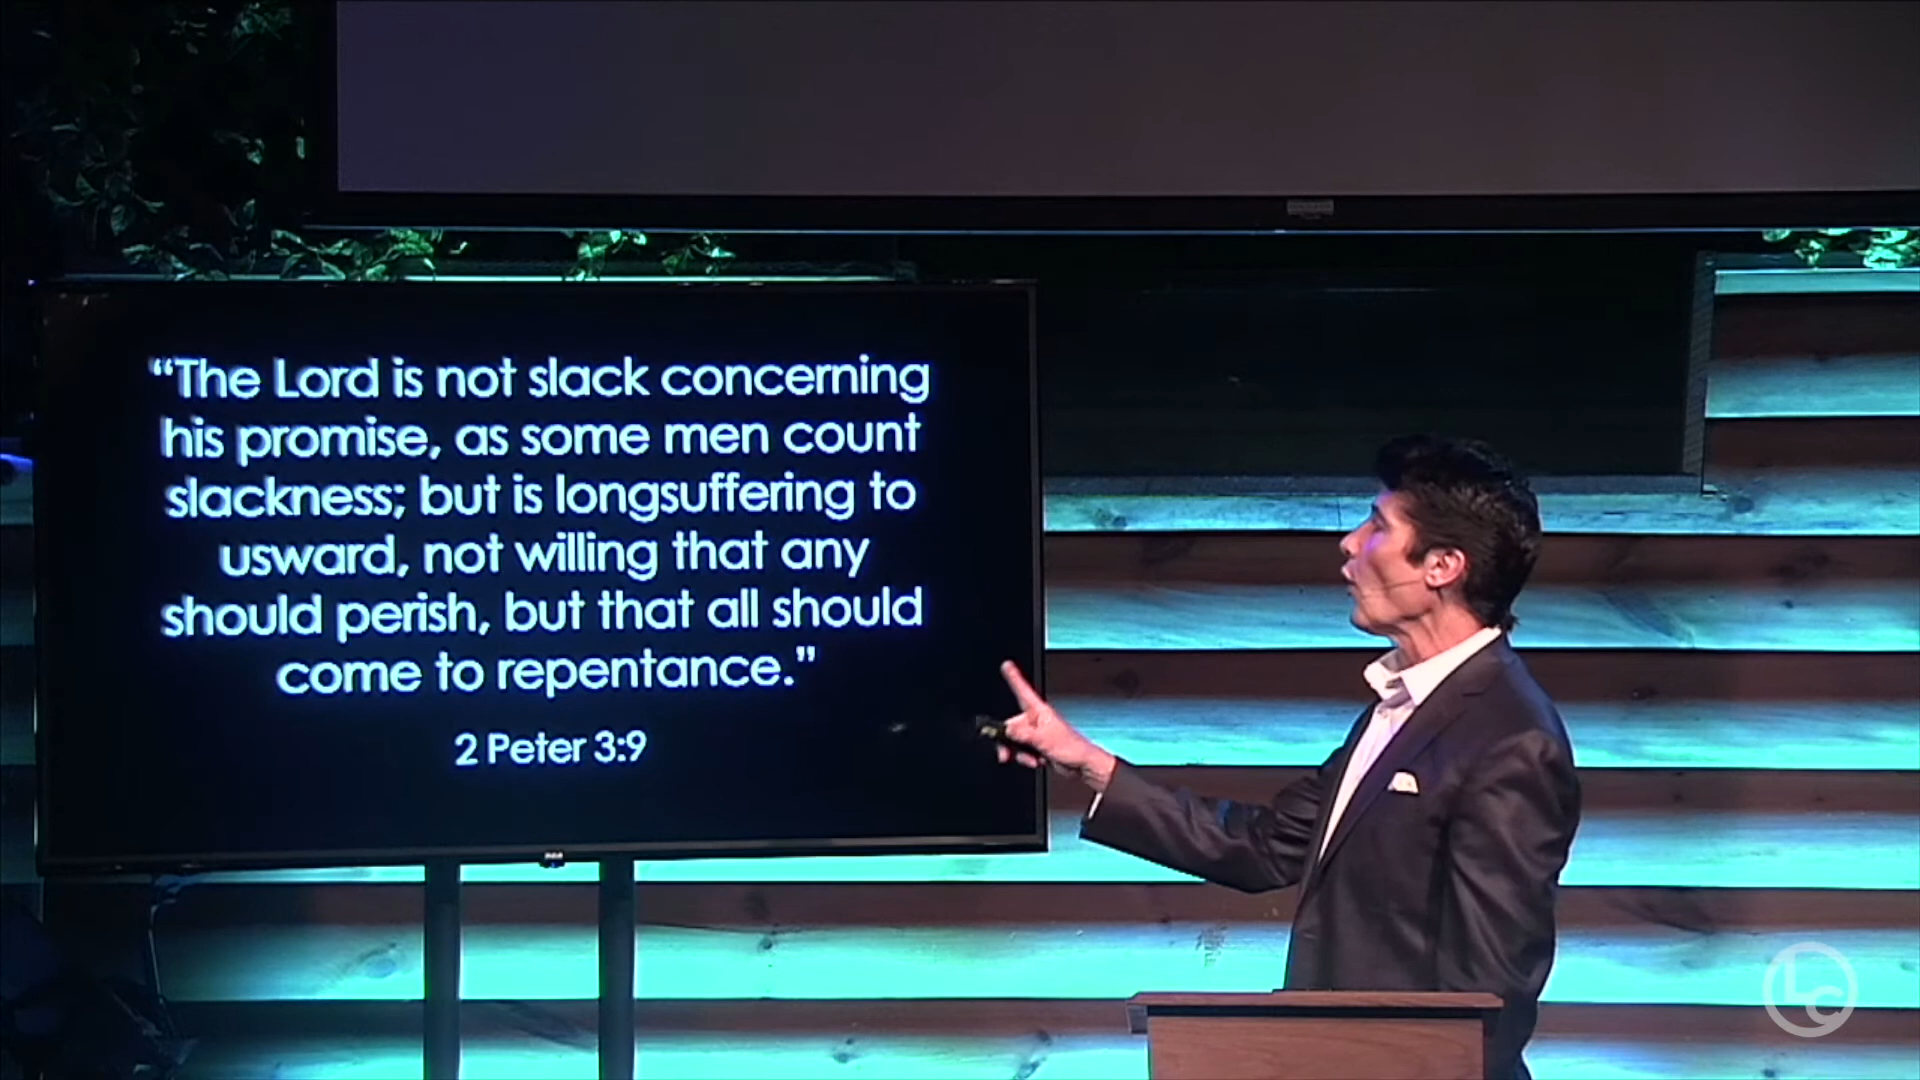 “The Lord is not slack concerning
his promise, as some men count
slackness; but is longsuffering to
usward, not willing that any
should perish, but that all should
come to repentance.”
2 Peter 3:9
LC